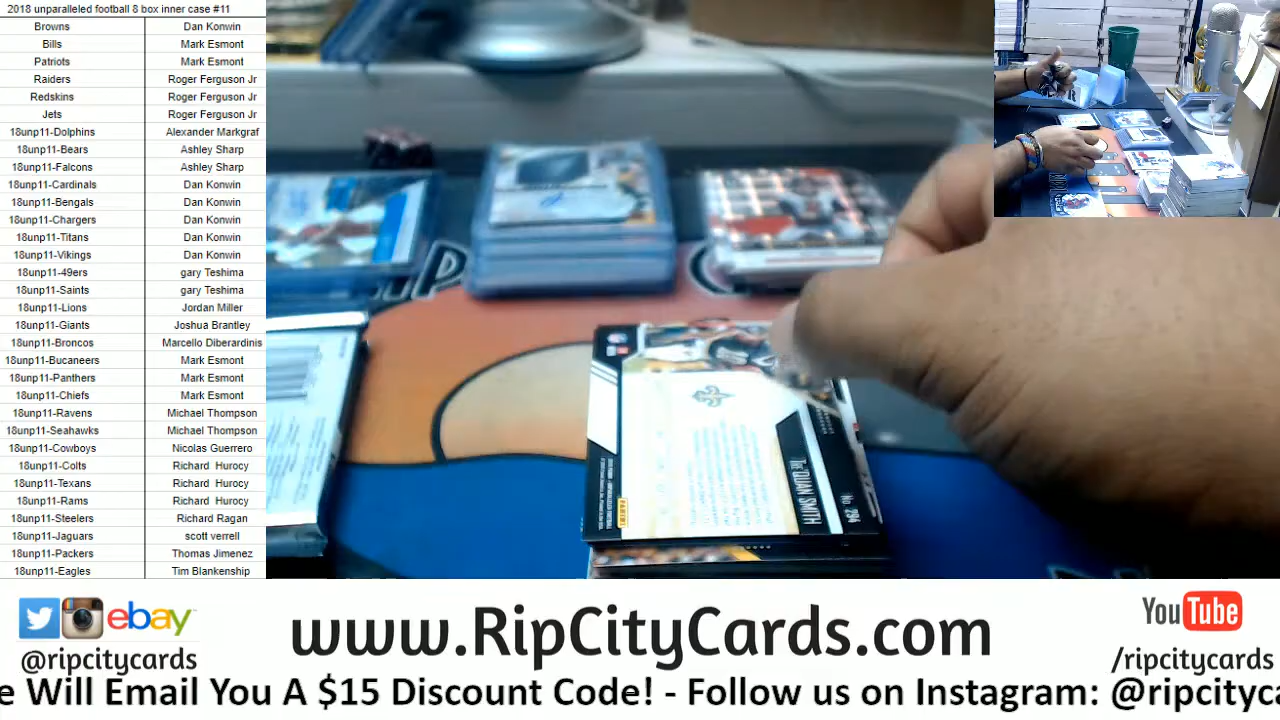 2018 unparalleled football 8 box inner case #11
Browns Dan Konwin
Bills Mark Esmont
Patriots Mark Esmont
Raiders Roger Ferguson Jr
Redskins Roger Ferguson Jr
Jets Roger Ferguson Jr
18unp11-Dolphins Alexander Markgraf
18unp11-Bears Ashley Sharp
18unp11-Falcons Ashley Sharp
18unp11-Cardinals Dan Konwin
18unp11-Bengals Dan Konwin
18unp11-Chargers Dan Konwin
18unp11-Titans Dan Konwin
18unp11-Vikings Dan Konwin
18unp11-49ers gary Teshima
18unp11-Saints gary Teshima
18unp11-Lions Jordan Miller
18unp11-Giants Joshua Brantley
18unp11-Broncos Marcello Diberardinis
18unp11-Bucaneers Mark Esmont
18unp11-Panthers Mark Esmont
18unp11-Chiefs Mark Esmont
18unp11-Ravens Michael Thompson
18unp11-Seahawks Michael Thompson
18unp11-Cowboys Nicolas Guerrero
18unp11-Colts Richard Hurocy
18unp11-Texans Richard Hurocy
18unp11-Rams Richard Hurocy
18unp11-Steelers Richard Ragan
18unp11-Jaguars scott verrell
18unp11-Packers Thomas Jimenez
18unp11-Eagles Tim Blankenship
No. 294
TRE'QUAN SMITH
PANINI
ebay
@ripcitycards
www.RipCityCards.com
YouTube
/ripcitycards
e Will Email You A $15 Discount Code! - Follow us on Instagram: @ripcityca